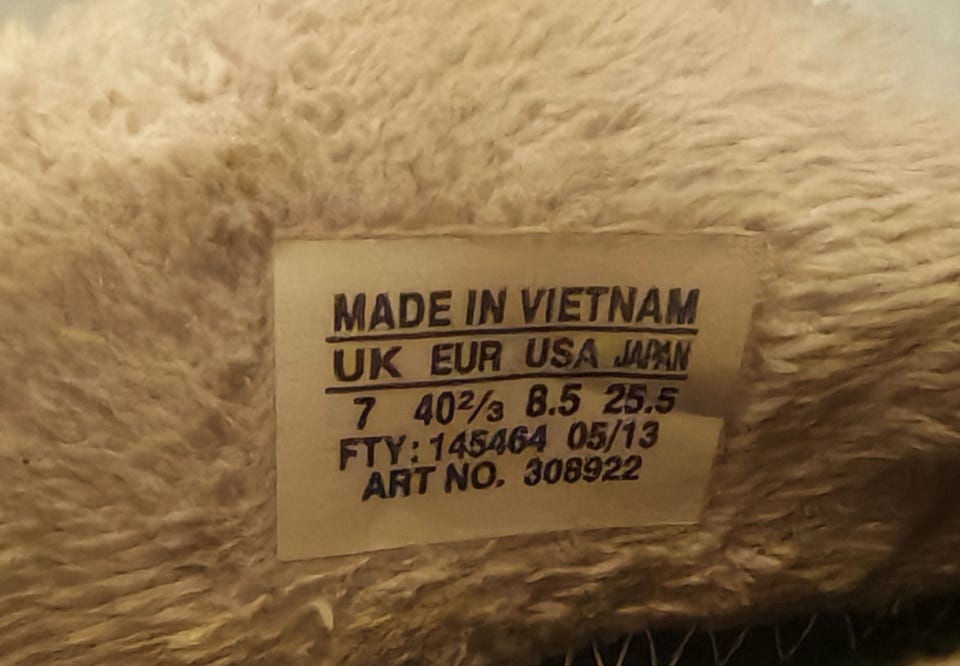 MADE IN VIETNAM
UK EUR USA JAPAN
7 40²/₃ 8.5 25.5
FTY: 145464 05/13
ART NO. 308922